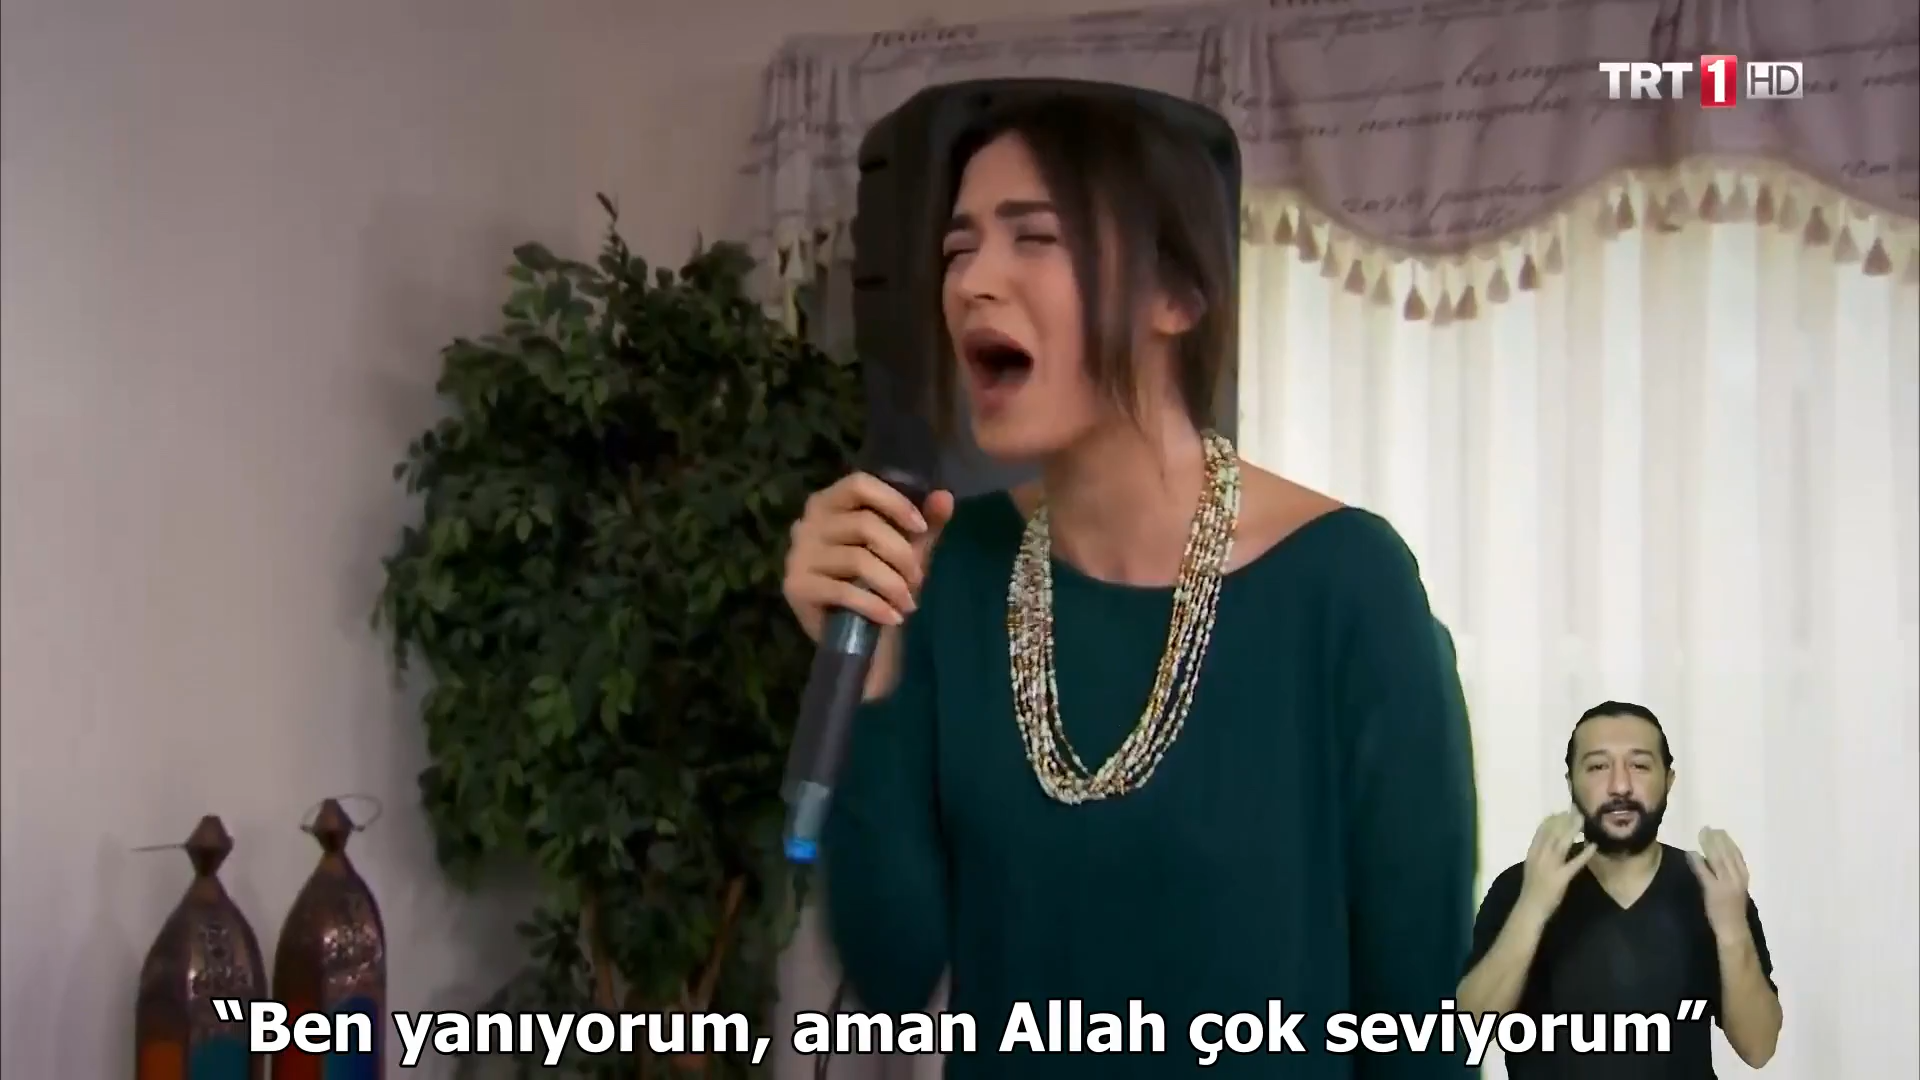 TRT 1 HD
“Ben yanıyorum, aman Allah çok seviyorum”